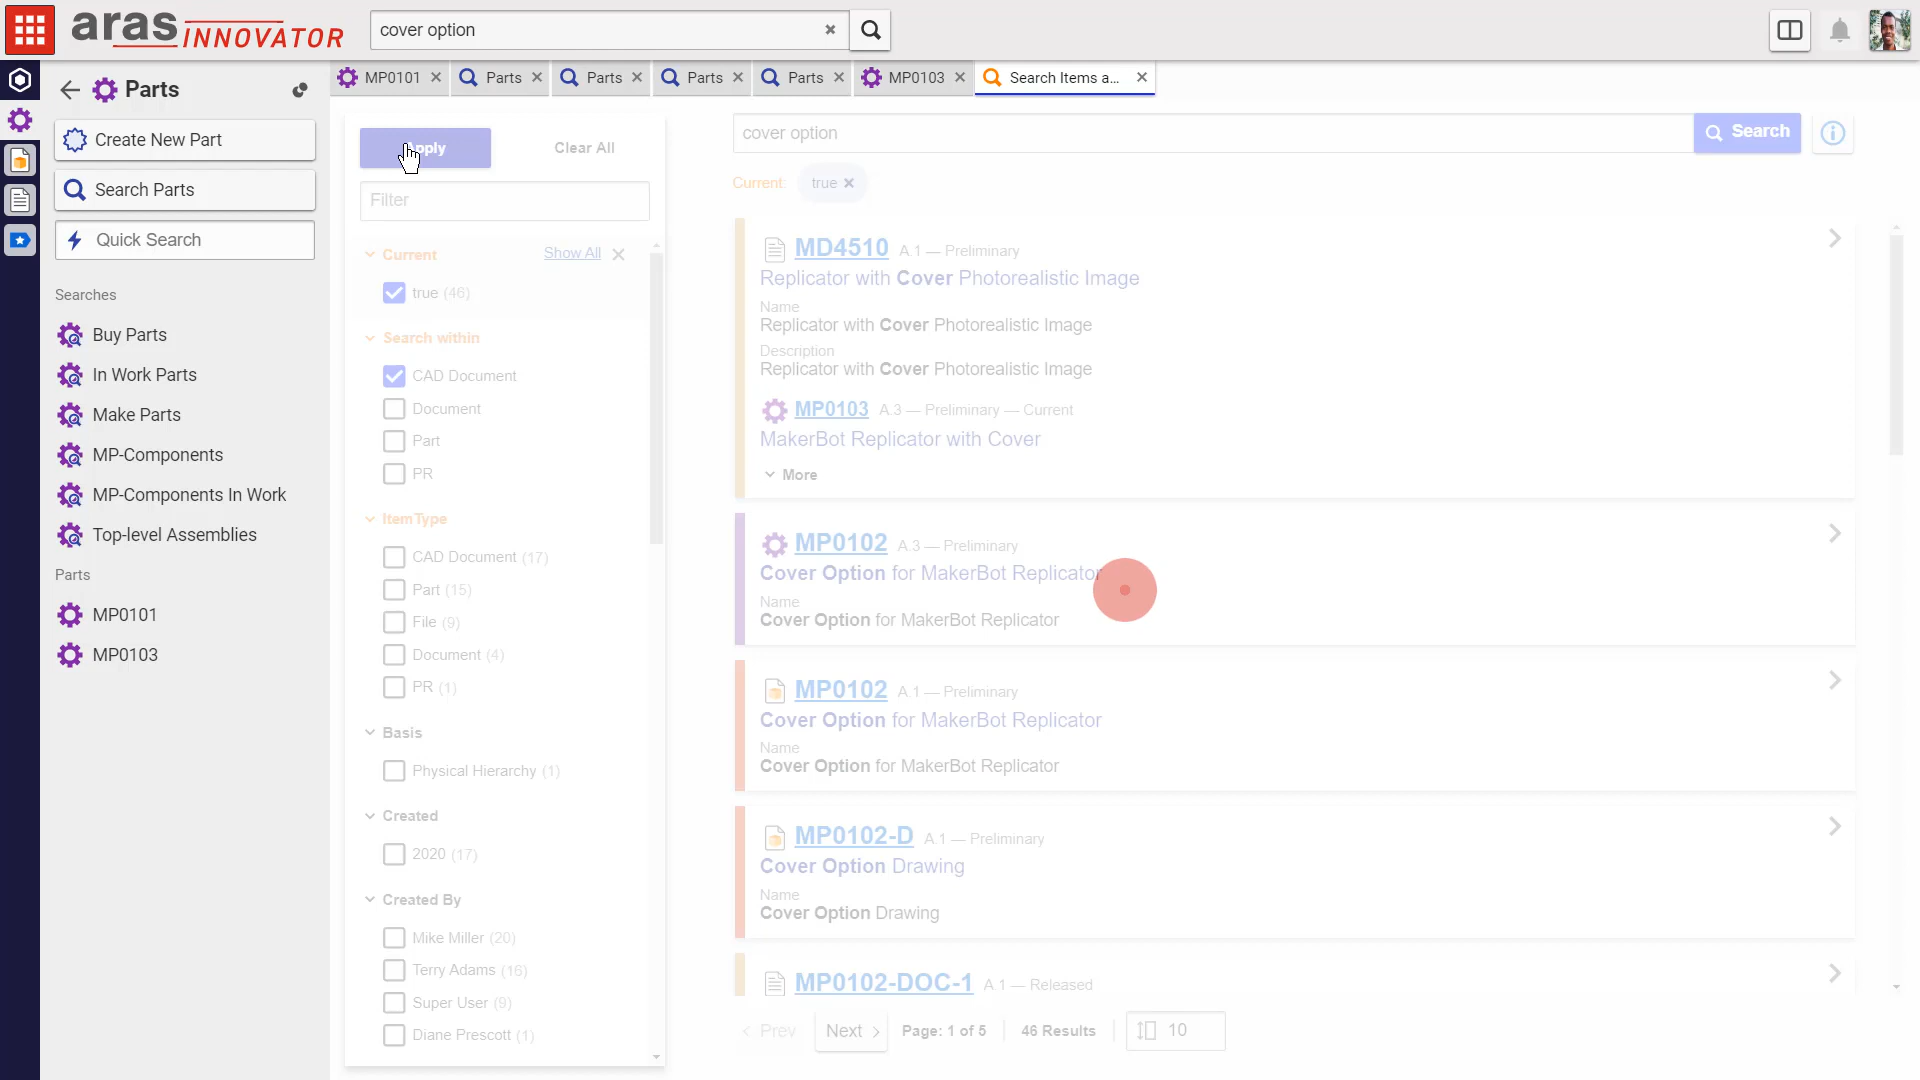 aras INNOVATOR
cover option
Parts
Create New Part
Search Parts
Quick Search
Searches
Buy Parts
In Work Parts
Make Parts
MP-Components
MP-Components In Work
Top-level Assemblies
Parts
MP0101
MP0103
MP0101
Parts
Parts
Parts
Parts
MP0103
Search Items a...
Apply
Clear All
Filter
Current
Show All
true (46)
Search within
CAD Document
Document
Part
PR
ItemType
CAD Document (17)
Part (15)
File (9)
Document (4)
PR (1)
Basis
Physical Hierarchy (1)
Created
2020 (17)
Created By
Mike Miller (20)
Terry Adams (16)
Super User (9)
Diane Prescott (1)
cover option
Search
Current:
true
MD4510 A.1 — Preliminary
Replicator with Cover Photorealistic Image
Name
Replicator with Cover Photorealistic Image
Description
Replicator with Cover Photorealistic Image
MP0103 A.3 — Preliminary — Current
MakerBot Replicator with Cover
More
MP0102 A.3 — Preliminary
Cover Option for MakerBot Replicator
Name
Cover Option for MakerBot Replicator
MP0102 A.1 — Preliminary
Cover Option for MakerBot Replicator
Name
Cover Option for MakerBot Replicator
MP0102-D A.1 — Preliminary
Cover Option Drawing
Name
Cover Option Drawing
MP0102-DOC-1 A.1 — Released
Prev
Next
Page: 1 of 5
46 Results
10